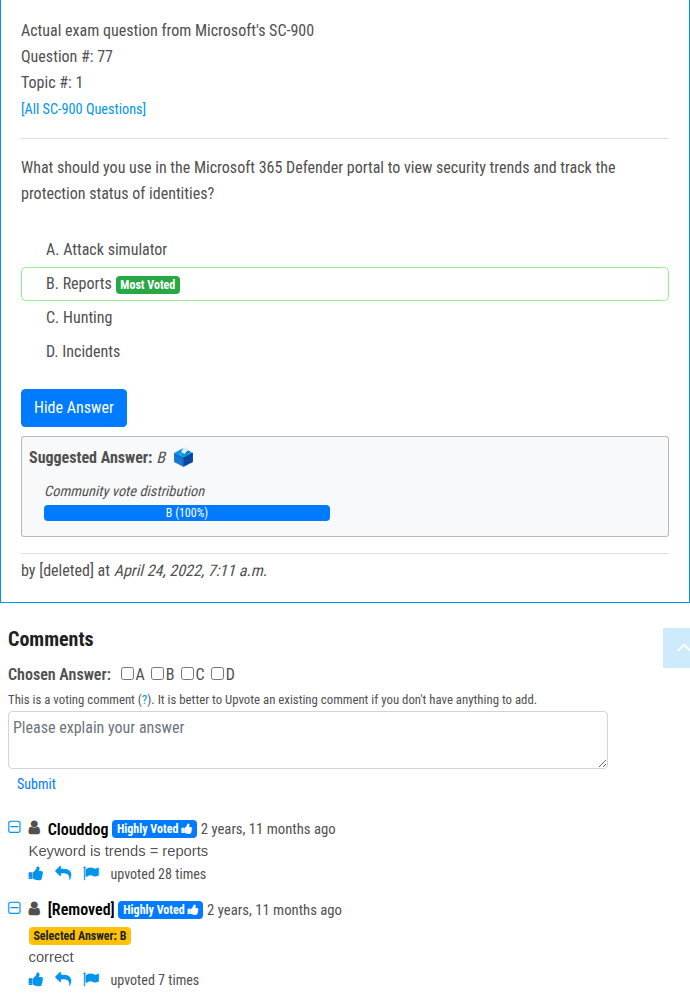 Actual exam question from Microsoft's SC-900
Question #: 77
Topic #: 1
[All SC-900 Questions]
What should you use in the Microsoft 365 Defender portal to view security trends and track the
protection status of identities?
A. Attack simulator
B. Reports Most Voted
C. Hunting
D. Incidents
Hide Answer
Suggested Answer: B
Community vote distribution
B (100%)
by [deleted] at April 24, 2022, 7:11 a.m.
Comments
Chosen Answer: A B C D
This is a voting comment (?). It is better to Upvote an existing comment if you don't have anything to add.
Please explain your answer
Submit
Clouddog Highly Voted 2 years, 11 months ago
Keyword is trends = reports
upvoted 28 times
[Removed] Highly Voted 2 years, 11 months ago
Selected Answer: B
correct
upvoted 7 times